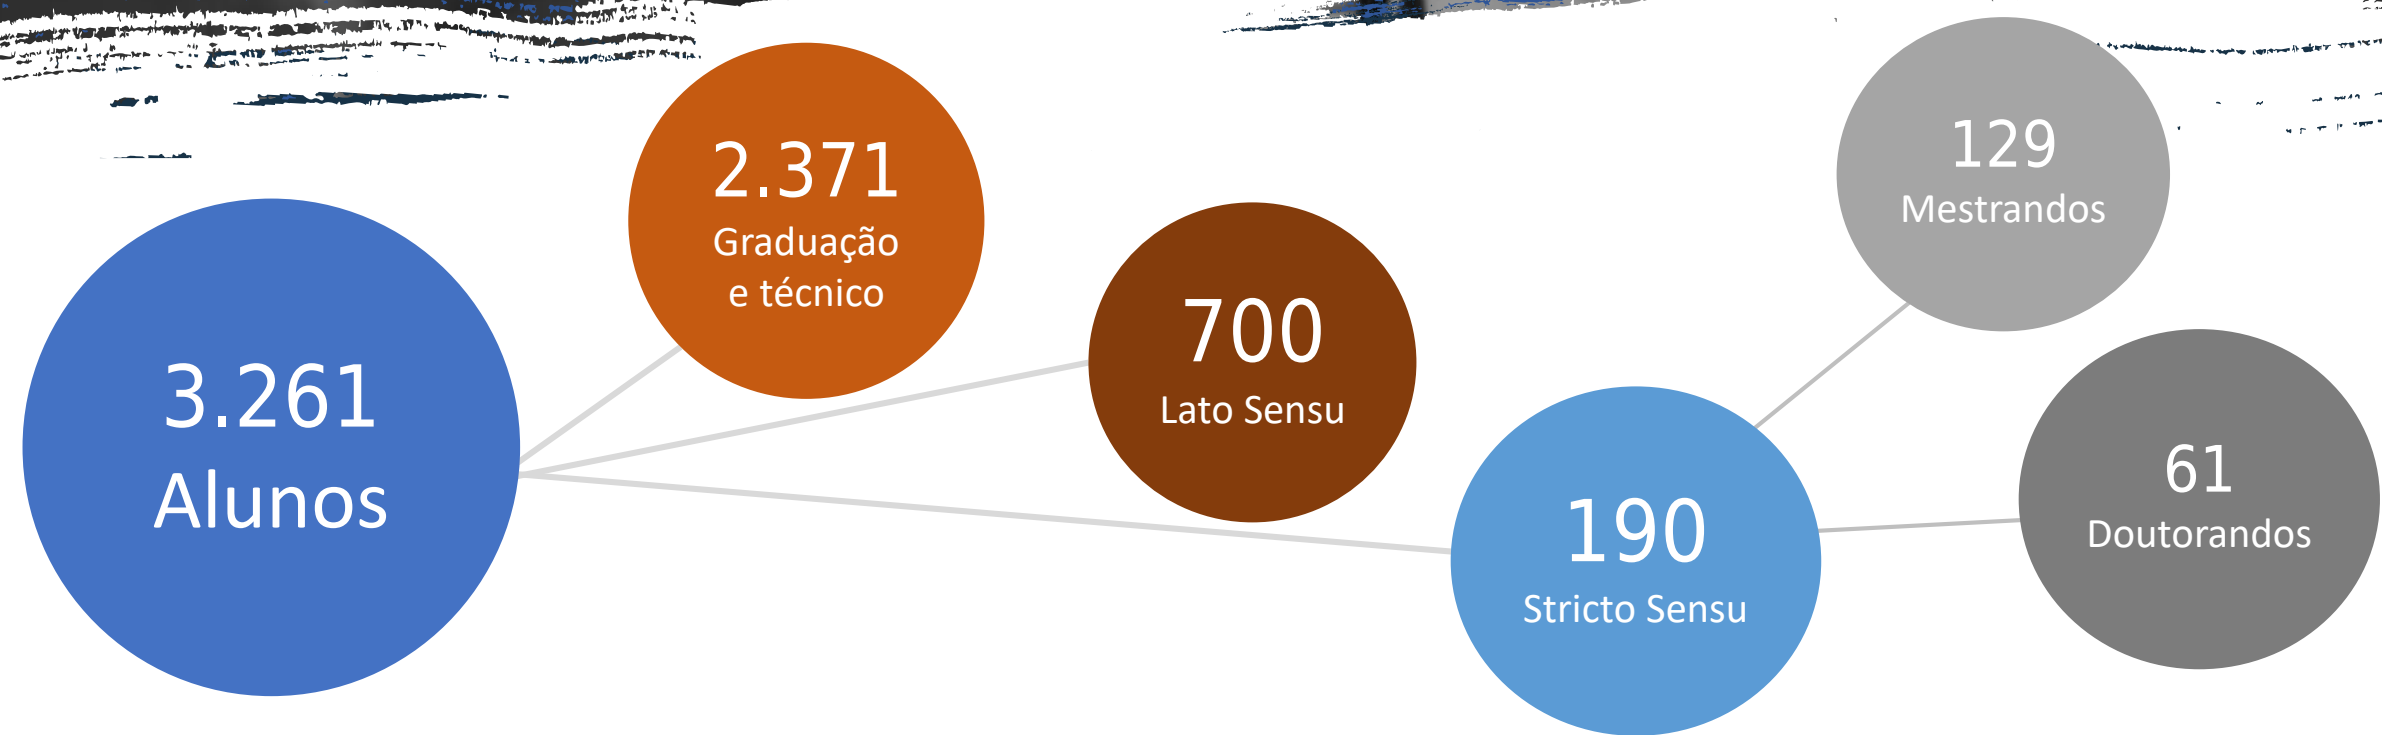 3.261
Alunos
2.371
Graduação
e técnico
700
Lato Sensu
190
Stricto Sensu
129
Mestrandos
61
Doutorandos